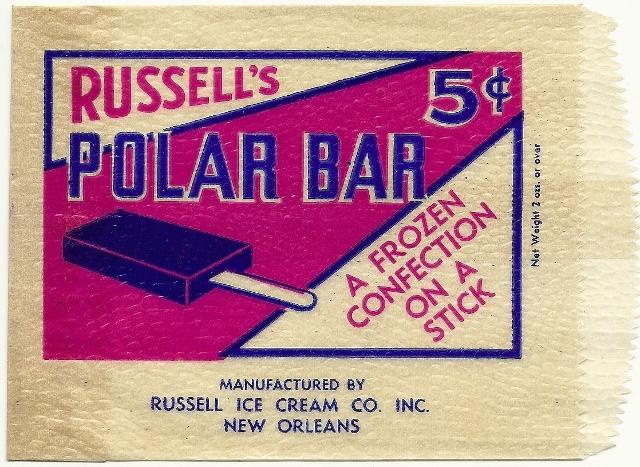 RUSSELL'S
5¢
POLAR BAR
A FROZEN
CONFECTION
ON A
STICK
Net Weight 2 ozs. or over
MANUFACTURED BY
RUSSELL ICE CREAM CO. INC.
NEW ORLEANS